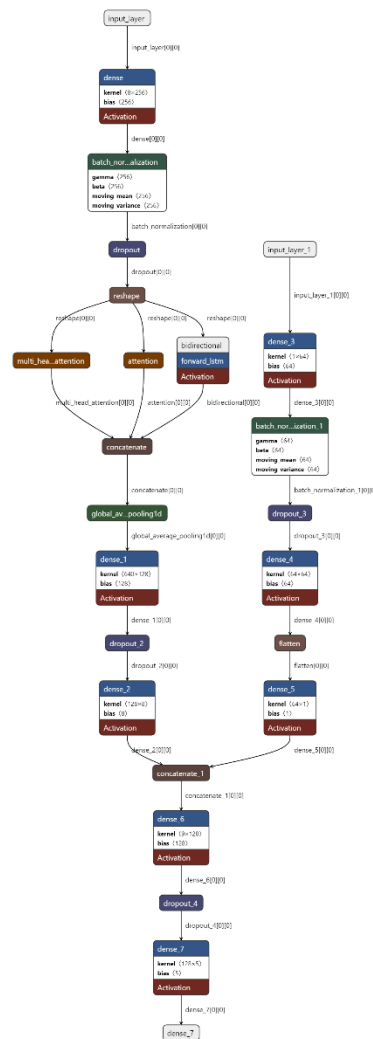 input_layer
input_layer[0][0]
dense
kernel ⟨8×256⟩
bias ⟨256⟩
Activation
dense[0][0]
batch_nor...alization
gamma ⟨256⟩
beta ⟨256⟩
moving mean ⟨256⟩
moving variance ⟨256⟩
batch_normalization[0][0]
dropout
dropout[0][0]
reshape
reshape[0][0]
reshape[0][0]
reshape[0][0]
multi_hea...attention
attention
bidirectional
forward_lstm
Activation
multi_head_attention[0][0]
attention[0][0]
bidirectional[0][0]
concatenate
concatenate[0][0]
global_av...pooling1d
global_average_pooling1d[0][0]
dense_1
kernel ⟨640×128⟩
bias ⟨128⟩
Activation
dense_1[0][0]
dropout_2
dropout_2[0][0]
dense_2
kernel ⟨128×8⟩
bias ⟨8⟩
Activation
dense_2[0][0]
input_layer_1
input_layer_1[0][0]
dense_3
kernel ⟨1×64⟩
bias ⟨64⟩
Activation
dense_3[0][0]
batch_nor...ization_1
gamma ⟨64⟩
beta ⟨64⟩
moving mean ⟨64⟩
moving variance ⟨64⟩
batch_normalization_1[0][0]
dropout_3
dropout_3[0][0]
dense_4
kernel ⟨64×64⟩
bias ⟨64⟩
Activation
dense_4[0][0]
flatten
flatten[0][0]
dense_5
kernel ⟨64×1⟩
bias ⟨1⟩
Activation
dense_5[0][0]
concatenate_1
concatenate_1[0][0]
dense_6
kernel ⟨9×128⟩
bias ⟨128⟩
Activation
dense_6[0][0]
dropout_4
dropout_4[0][0]
dense_7
kernel ⟨128×5⟩
bias ⟨5⟩
Activation
dense_7[0][0]
dense_7